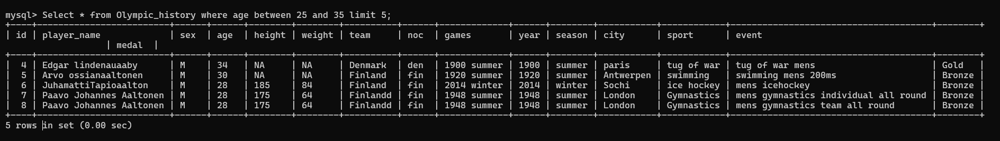 mysql> Select * from Olympic_history where age between 25 and 35 limit 5;
+----+-------------------------+------+------+--------+--------+----------+------+-------------+------+--------+-----------+------------+--------------------------------------+--------+
| id | player_name             | sex  | age  | height | weight | team     | noc  | games       | year | season | city      | sport      | event
                   | medal  |
+----+-------------------------+------+------+--------+--------+----------+------+-------------+------+--------+-----------+------------+--------------------------------------+--------+
|  4 | Edgar lindenauaaby      | M    | 34   | NA     | NA     | Denmark  | den  | 1900 summer | 1900 | summer | paris     | tug of war | tug of war mens                      | Gold   |
|  5 | Arvo ossianaaltonen     | M    | 30   | NA     | NA     | Finland  | fin  | 1920 summer | 1920 | summer | Antwerpen | swimming   | swimming mens 200ms                  | Bronze |
|  6 | JuhamattiTapioaalton    | M    | 28   | 185    | 84     | Finland  | fin  | 2014 winter | 2014 | winter | Sochi     | ice hockey | mens icehockey                       | Bronze |
|  7 | Paavo Johannes Aaltonen | M    | 28   | 175    | 64     | Finlandd | fin  | 1948 summer | 1948 | summer | London    | Gymnastics | mens gymnastics individual all round | Bronze |
|  8 | Paavo Johannes Aaltonen | M    | 28   | 175    | 64     | Finlandd | fin  | 1948 summer | 1948 | summer | London    | Gymnastics | mens gymnastics team all round       | Bronze |
+----+-------------------------+------+------+--------+--------+----------+------+-------------+------+--------+-----------+------------+--------------------------------------+--------+
5 rows in set (0.00 sec)